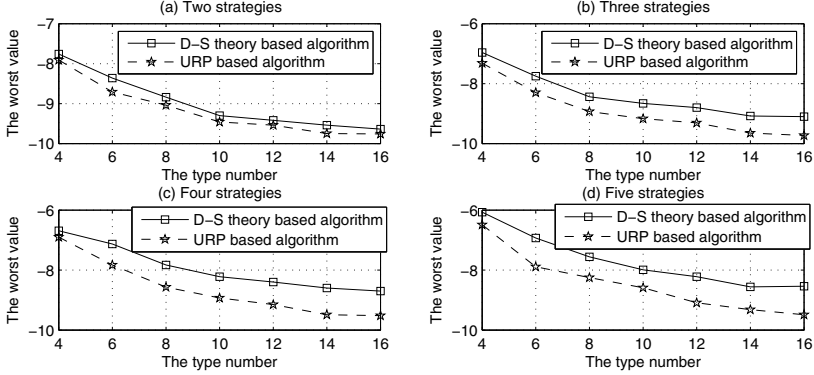 (a) Two strategies
−7
−8
−9
−10
The worst value
D−S theory based algorithm
URP based algorithm
4 6 8 10 12 14 16
The type number
(b) Three strategies
−6
−8
−10
The worst value
D−S theory based algorithm
URP based algorithm
4 6 8 10 12 14 16
The type number
(c) Four strategies
−6
−8
−10
The worst value
D−S theory based algorithm
URP based algorithm
4 6 8 10 12 14 16
The type number
(d) Five strategies
−6
−8
−10
The worst value
D−S theory based algorithm
URP based algorithm
4 6 8 10 12 14 16
The type number